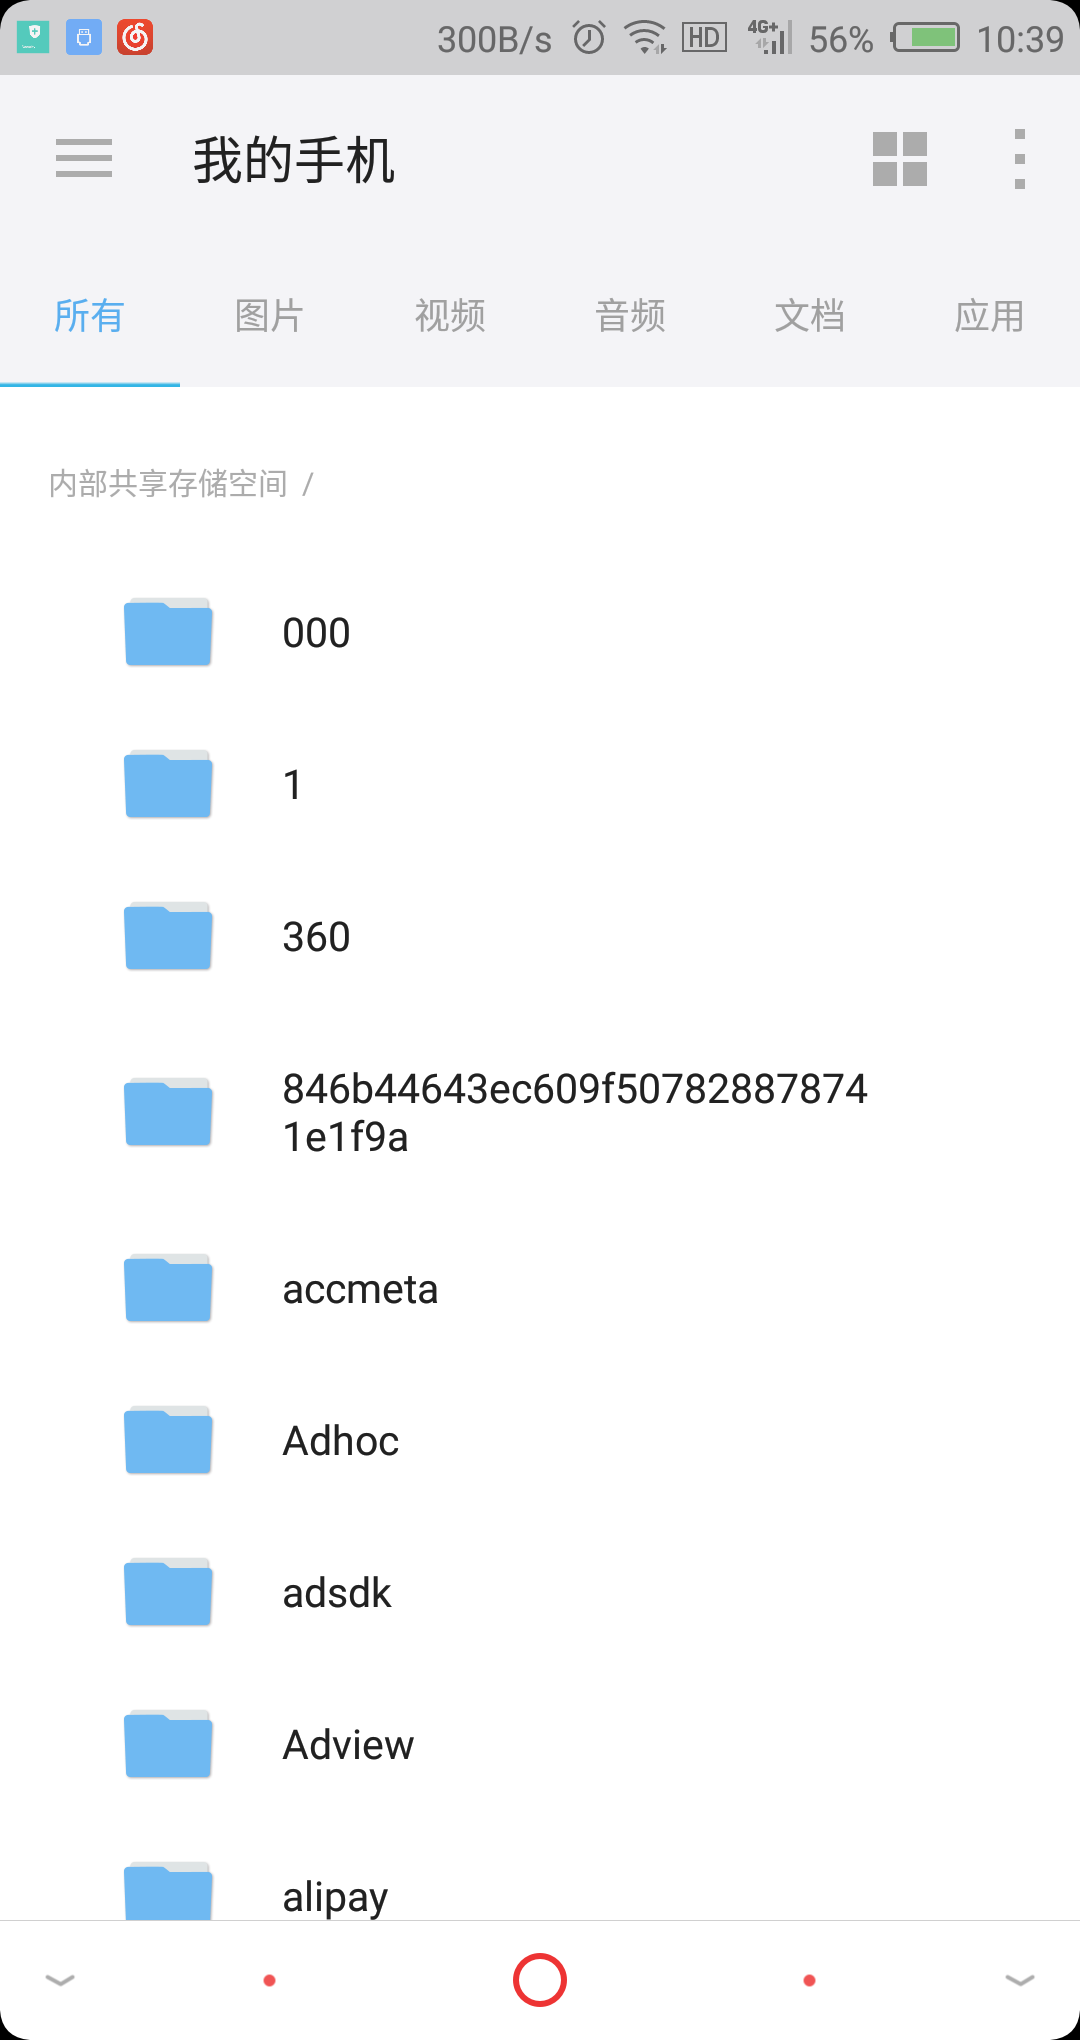 300B/s HD 4G+ 56% 10:39
我的手机
所有 图片 视频 音频 文档 应用
内部共享存储空间 /
000
1
360
846b44643ec609f50782887874
1e1f9a
accmeta
Adhoc
adsdk
Adview
alipay